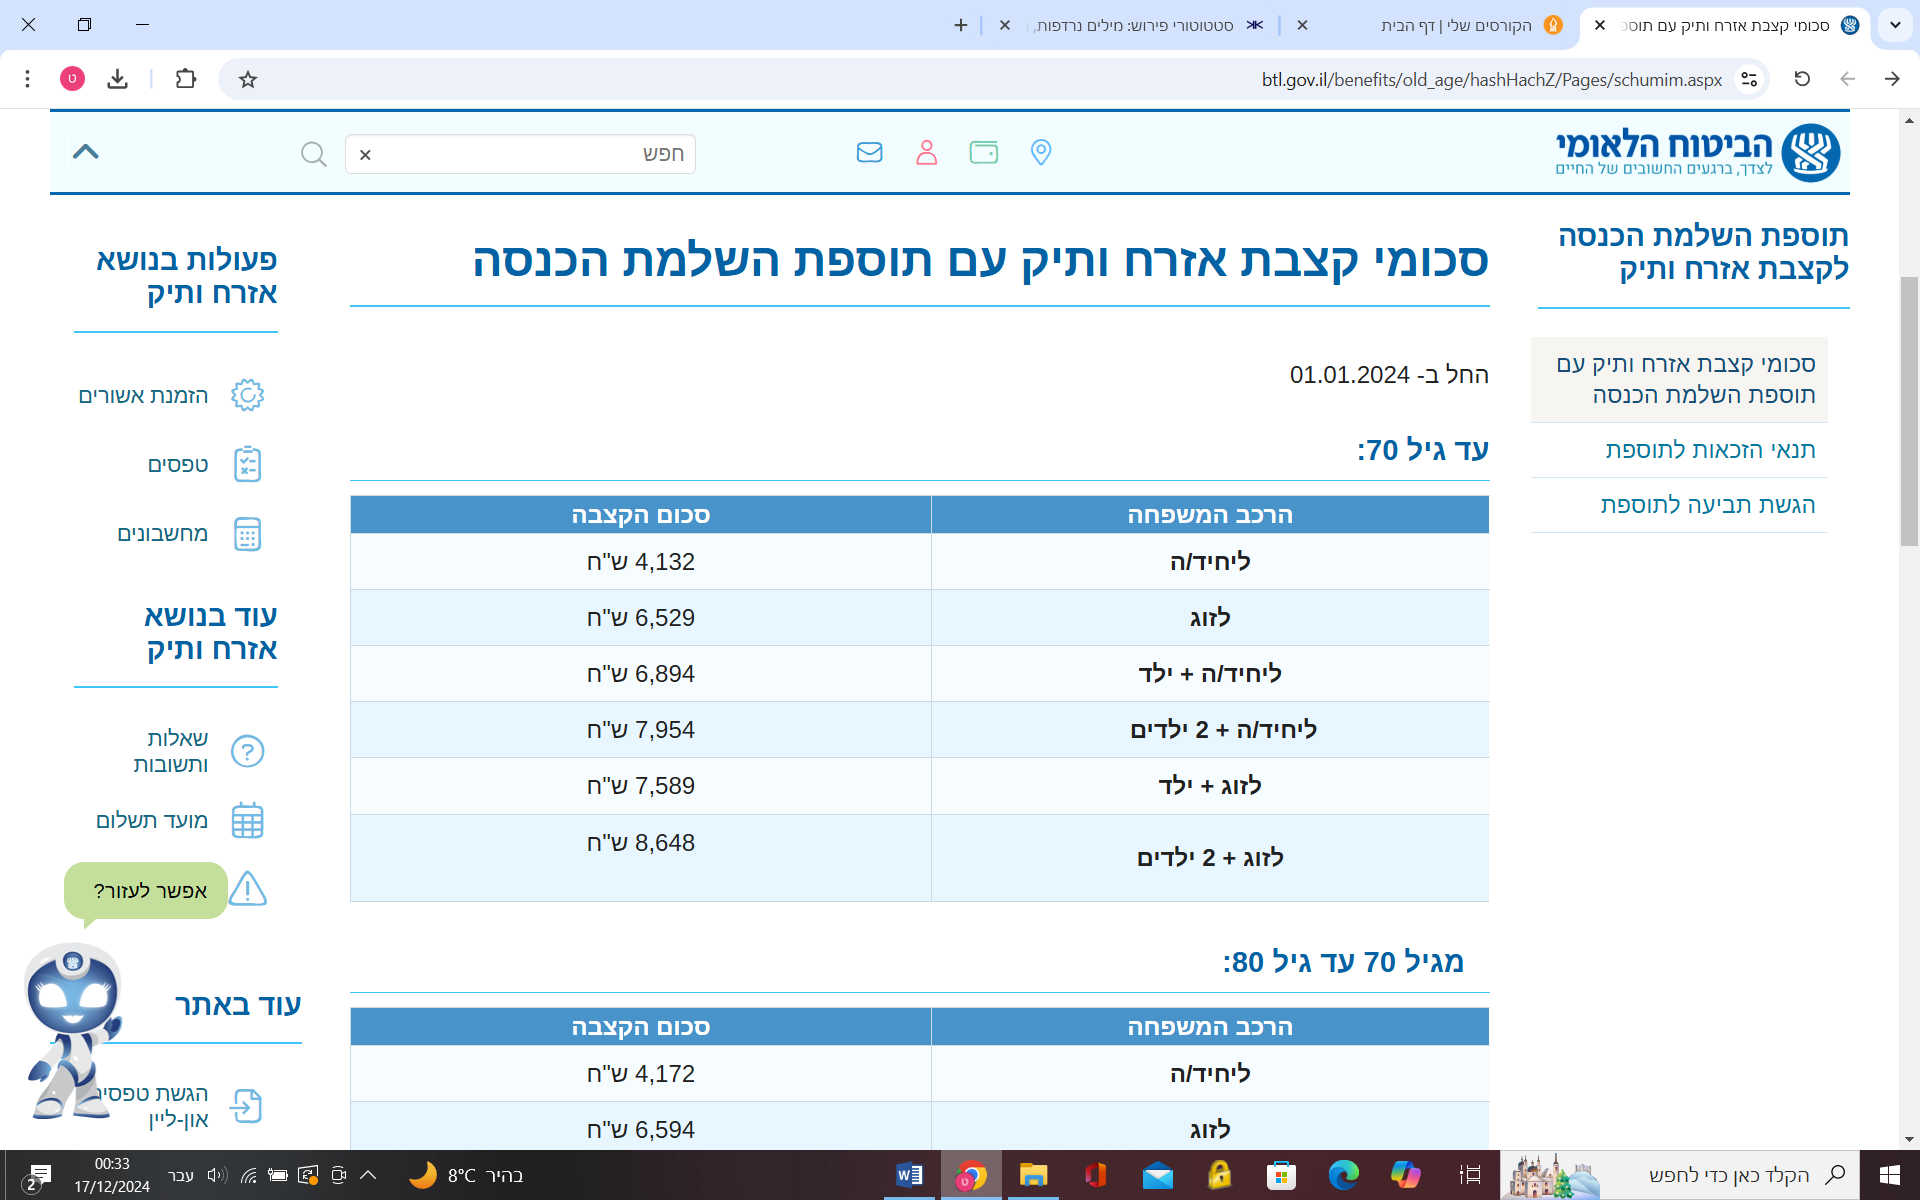 סכומי קצבת אזרח ותיק עם תוספ
הקורסים שלי | דף הבית
סטטוטורי פירוש: מילים נרדפות,
btl.gov.il/benefits/old_age/hashHachZ/Pages/schumim.aspx
ט
הביטוח הלאומי
לצדך, ברגעים החשובים של החיים
חפש
תוספת השלמת הכנסה
לקצבת אזרח ותיק
סכומי קצבת אזרח ותיק עם
תוספת השלמת הכנסה
תנאי הזכאות לתוספת
הגשת תביעה לתוספת
סכומי קצבת אזרח ותיק עם תוספת השלמת הכנסה
החל ב- 01.01.2024
עד גיל 70:
הרכב המשפחה סכום הקצבה
ליחיד/ה 4,132 ש"ח
לזוג 6,529 ש"ח
ליחיד/ה + ילד 6,894 ש"ח
ליחיד/ה + 2 ילדים 7,954 ש"ח
לזוג + ילד 7,589 ש"ח
לזוג + 2 ילדים 8,648 ש"ח
מגיל 70 עד גיל 80:
הרכב המשפחה סכום הקצבה
ליחיד/ה 4,172 ש"ח
לזוג 6,594 ש"ח
פעולות בנושא
אזרח ותיק
הזמנת אשורים
טפסים
מחשבונים
עוד בנושא
אזרח ותיק
שאלות
ותשובות
מועד תשלום
אפשר לעזור?
עוד באתר
הגשת טפסי
און-ליין
הקלד כאן כדי לחפש
8°C בהיר
עבר
00:33
17/12/2024
2